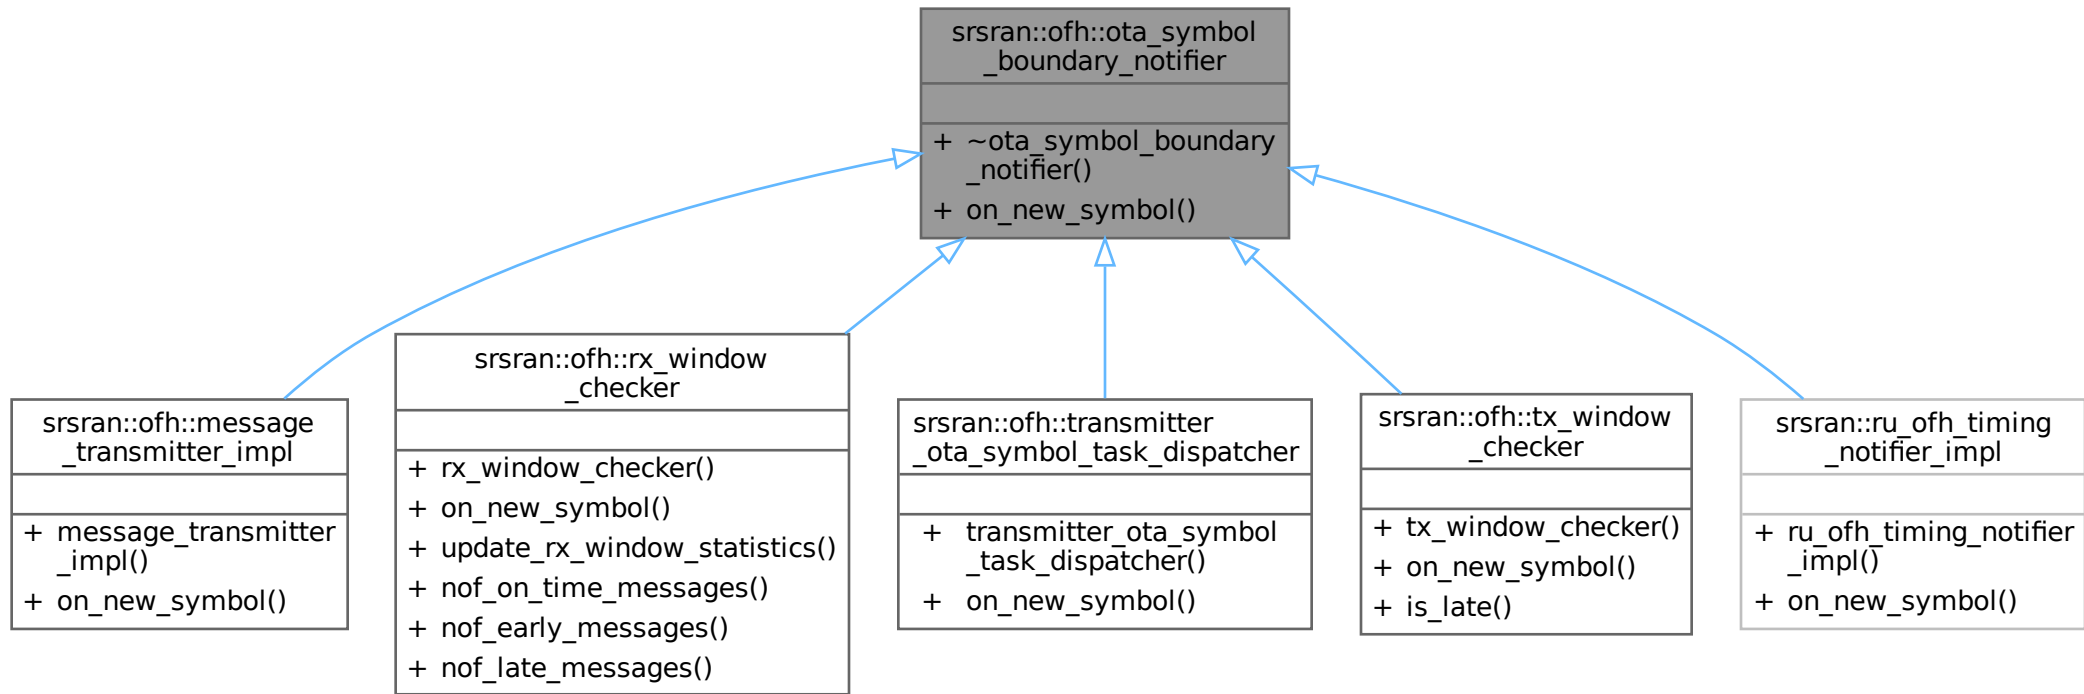 srsran::ofh::ota_symbol
_boundary_notifier
+ ~ota_symbol_boundary
_notifier()
+ on_new_symbol()
srsran::ofh::message
_transmitter_impl
+ message_transmitter
_impl()
+ on_new_symbol()
srsran::ofh::rx_window
_checker
+ rx_window_checker()
+ on_new_symbol()
+ update_rx_window_statistics()
+ nof_on_time_messages()
+ nof_early_messages()
+ nof_late_messages()
srsran::ofh::transmitter
_ota_symbol_task_dispatcher
+ transmitter_ota_symbol
_task_dispatcher()
+ on_new_symbol()
srsran::ofh::tx_window
_checker
+ tx_window_checker()
+ on_new_symbol()
+ is_late()
srsran::ru_ofh_timing
_notifier_impl
+ ru_ofh_timing_notifier
_impl()
+ on_new_symbol()